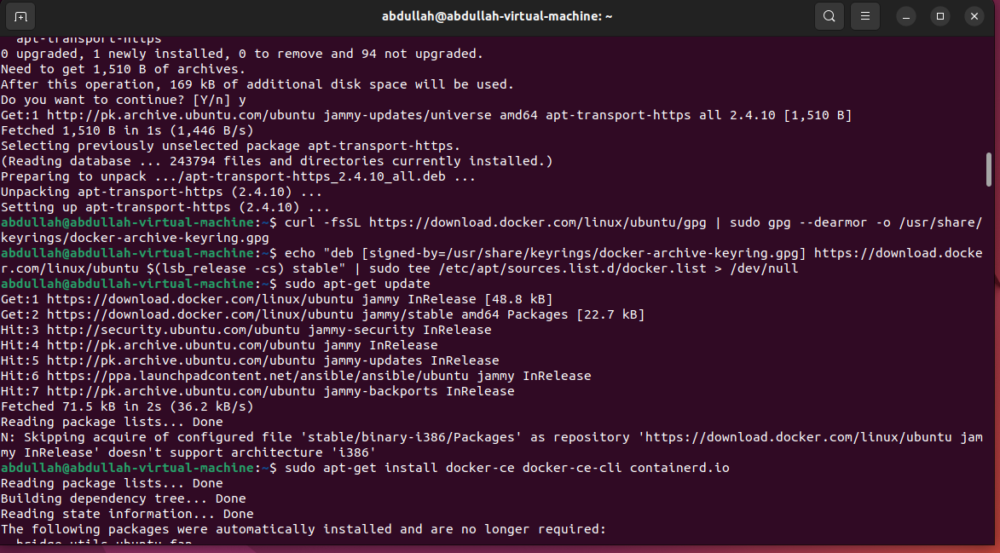 abdullah@abdullah-virtual-machine: ~
apt-transport-https
0 upgraded, 1 newly installed, 0 to remove and 94 not upgraded.
Need to get 1,510 B of archives.
After this operation, 169 kB of additional disk space will be used.
Do you want to continue? [Y/n] y
Get:1 http://pk.archive.ubuntu.com/ubuntu jammy-updates/universe amd64 apt-transport-https all 2.4.10 [1,510 B]
Fetched 1,510 B in 1s (1,446 B/s)
Selecting previously unselected package apt-transport-https.
(Reading database ... 243794 files and directories currently installed.)
Preparing to unpack .../apt-transport-https_2.4.10_all.deb ...
Unpacking apt-transport-https (2.4.10) ...
Setting up apt-transport-https (2.4.10) ...
abdullah@abdullah-virtual-machine:~$ curl -fsSL https://download.docker.com/linux/ubuntu/gpg | sudo gpg --dearmor -o /usr/share/
keyrings/docker-archive-keyring.gpg
abdullah@abdullah-virtual-machine:~$ echo "deb [signed-by=/usr/share/keyrings/docker-archive-keyring.gpg] https://download.docke
r.com/linux/ubuntu $(lsb_release -cs) stable" | sudo tee /etc/apt/sources.list.d/docker.list > /dev/null
abdullah@abdullah-virtual-machine:~$ sudo apt-get update
Get:1 https://download.docker.com/linux/ubuntu jammy InRelease [48.8 kB]
Get:2 https://download.docker.com/linux/ubuntu jammy/stable amd64 Packages [22.7 kB]
Hit:3 http://security.ubuntu.com/ubuntu jammy-security InRelease
Hit:4 http://pk.archive.ubuntu.com/ubuntu jammy InRelease
Hit:5 http://pk.archive.ubuntu.com/ubuntu jammy-updates InRelease
Hit:6 https://ppa.launchpadcontent.net/ansible/ansible/ubuntu jammy InRelease
Hit:7 http://pk.archive.ubuntu.com/ubuntu jammy-backports InRelease
Fetched 71.5 kB in 2s (36.2 kB/s)
Reading package lists... Done
N: Skipping acquire of configured file 'stable/binary-i386/Packages' as repository 'https://download.docker.com/linux/ubuntu jam
my InRelease' doesn't support architecture 'i386'
abdullah@abdullah-virtual-machine:~$ sudo apt-get install docker-ce docker-ce-cli containerd.io
Reading package lists... Done
Building dependency tree... Done
Reading state information... Done
The following packages were automatically installed and are no longer required:
bridge-utils ubuntu-fan